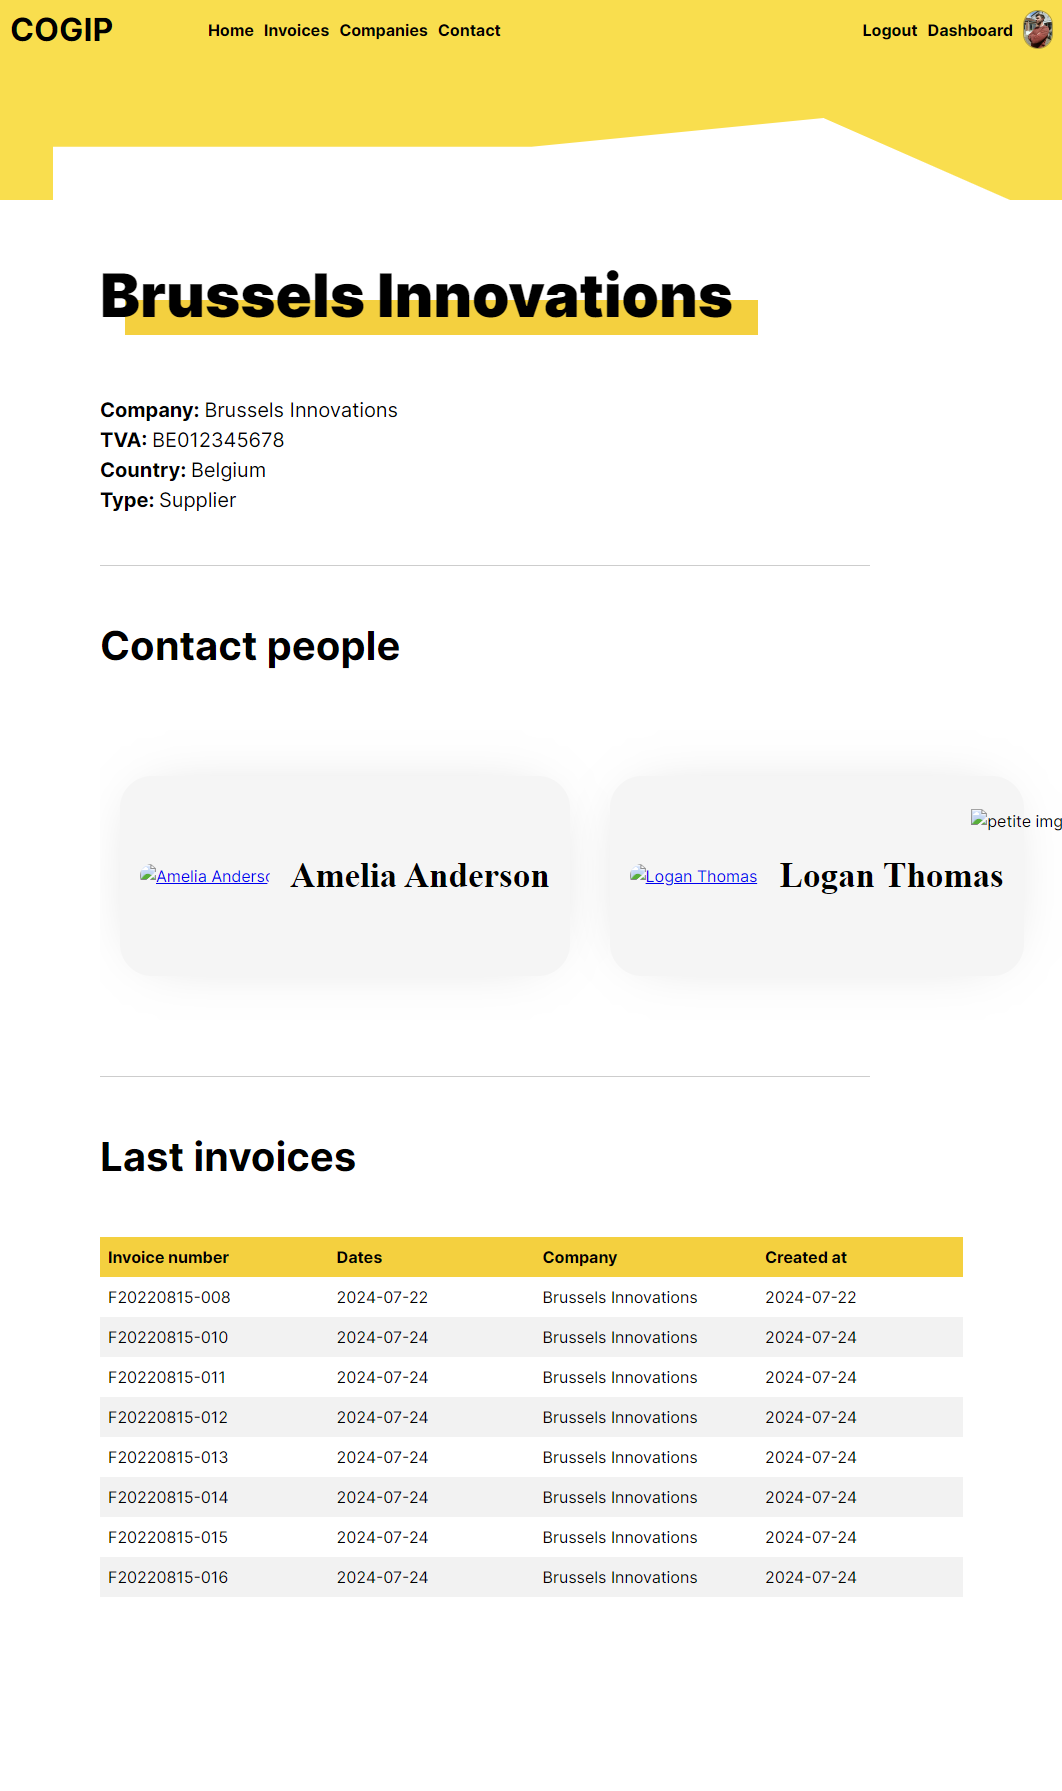 COGIP Home Invoices Companies Contact Logout Dashboard
Brussels Innovations
Company: Brussels Innovations
TVA: BE012345678
Country: Belgium
Type: Supplier
Contact people
petite img
Amelia Anderso Amelia Anderson Logan Thomas Logan Thomas
Last invoices
Invoice number Dates Company Created at
F20220815-008 2024-07-22 Brussels Innovations 2024-07-22
F20220815-010 2024-07-24 Brussels Innovations 2024-07-24
F20220815-011 2024-07-24 Brussels Innovations 2024-07-24
F20220815-012 2024-07-24 Brussels Innovations 2024-07-24
F20220815-013 2024-07-24 Brussels Innovations 2024-07-24
F20220815-014 2024-07-24 Brussels Innovations 2024-07-24
F20220815-015 2024-07-24 Brussels Innovations 2024-07-24
F20220815-016 2024-07-24 Brussels Innovations 2024-07-24